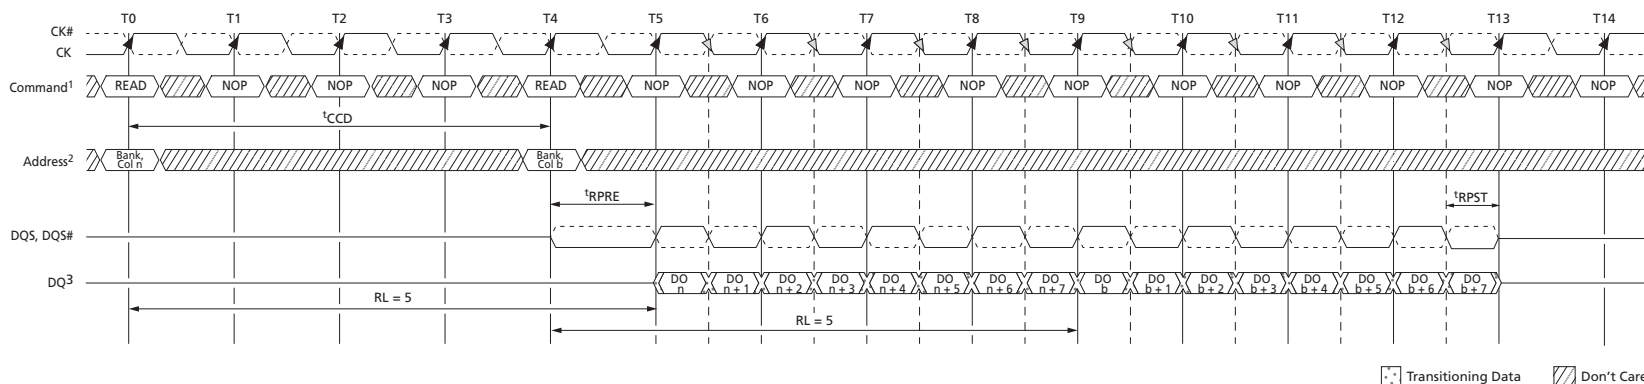 T0 T1 T2 T3 T4 T5 T6 T7 T8 T9 T10 T11 T12 T13 T14
CK#
CK
Command1 READ NOP NOP NOP READ NOP NOP NOP NOP NOP NOP NOP NOP NOP NOP
tCCD
Address2 Bank, Col n Bank, Col b
tRPRE tRPST
DQS, DQS#
DQ3 DO n DO n + 1 DO n + 2 DO n + 3 DO n + 4 DO n + 5 DO n + 6 DO n + 7 DO b DO b + 1 DO b + 2 DO b + 3 DO b + 4 DO b + 5 DO b + 6 DO b + 7
RL = 5
RL = 5
Transitioning Data Don't Care